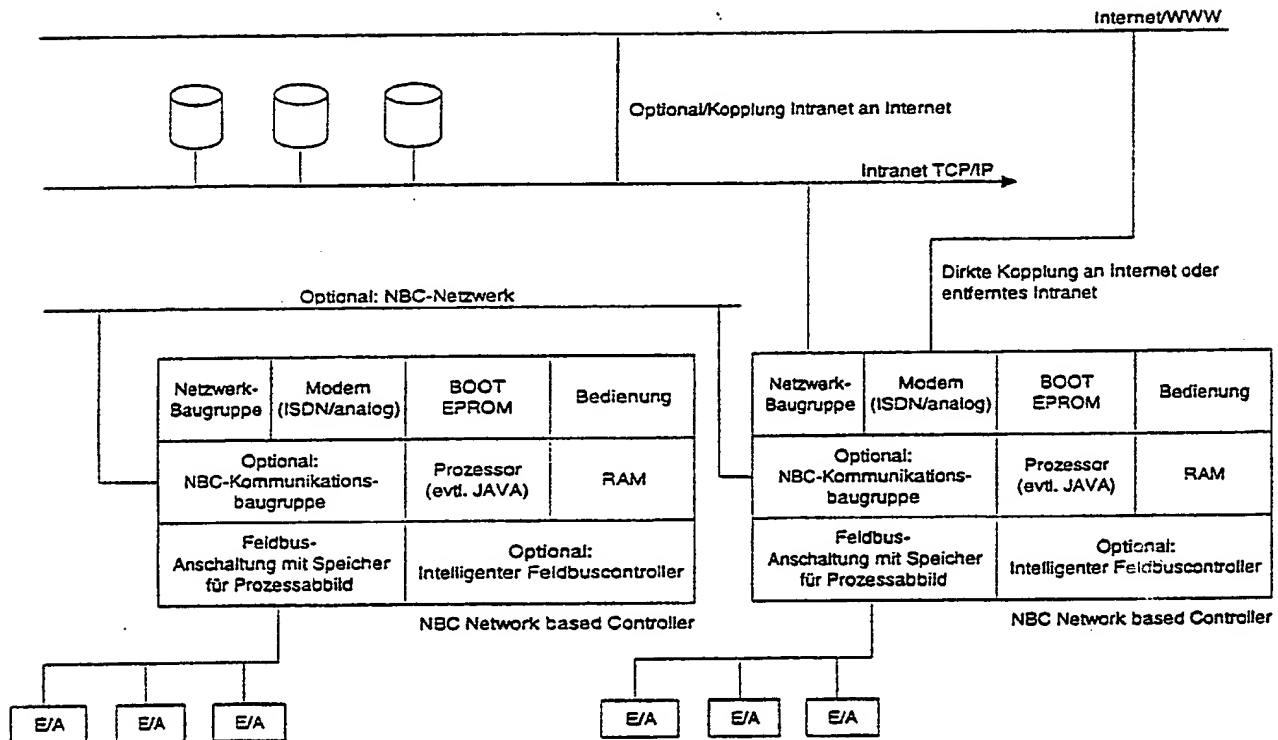 Internet/WWW
Optional/Kopplung Intranet an Internet
Intranet TCP/IP
Dirkte Kopplung an Internet oder
entferntes Intranet
Optional: NBC-Netzwerk
Netzwerk-
Baugruppe
Modem
(ISDN/analog)
BOOT
EPROM
Bedienung
Optional:
NBC-Kommunikations-
baugruppe
Prozessor
(evtl. JAVA)
RAM
Feldbus-
Anschaltung mit Speicher
für Prozessabbild
Optional:
Intelligenter Feldbuscontroller
NBC Network based Controller
E/A
E/A
E/A
Netzwerk-
Baugruppe
Modem
(ISDN/analog)
BOOT
EPROM
Bedienung
Optional:
NBC-Kommunikations-
baugruppe
Prozessor
(evtl. JAVA)
RAM
Feldbus-
Anschaltung mit Speicher
für Prozessabbild
Optional:
Intelligenter Feldbuscontroller
NBC Network based Controller
E/A
E/A
E/A